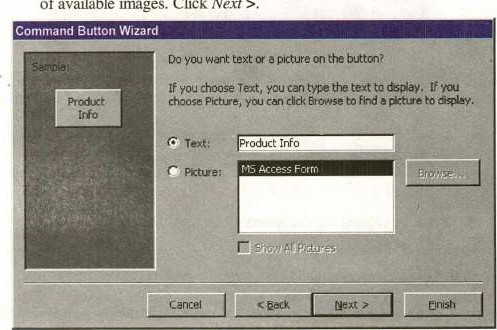 of available images. Click Next >.
Command Button Wizard
Sample:
Product
Info
Do you want text or a picture on the button?
If you choose Text, you can type the text to display. If you
choose Picture, you can click Browse to find a picture to display.
Text:
Product Info
Picture:
MS Access Form
Browse...
Show All Pictures
Cancel
< Back
Next >
Finish